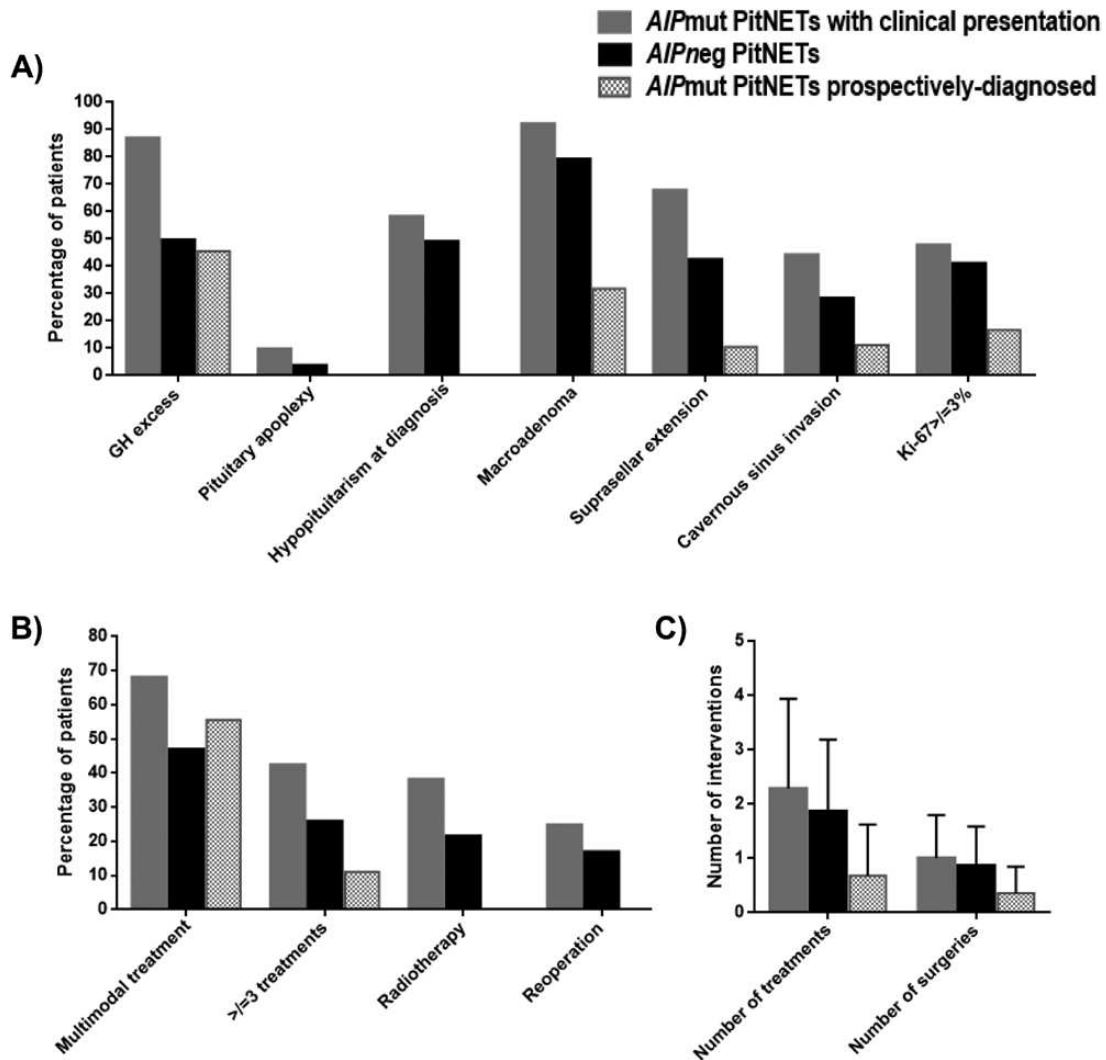 AIPmut PitNETs with clinical presentation
AIPneg PitNETs
AIPmut PitNETs prospectively-diagnosed
A)
Percentage of patients
100
90
80
70
60
50
40
30
20
10
0
GH excess
Pituitary apoplexy
Hypopituitarism at diagnosis
Macroadenoma
Suprasellar extension
Cavernous sinus invasion
Ki-67>/=3%
B)
Percentage of patients
80
70
60
50
40
30
20
10
0
Multimodal treatment
>/=3 treatments
Radiotherapy
Reoperation
C)
Number of interventions
5
4
3
2
1
0
Number of treatments
Number of surgeries